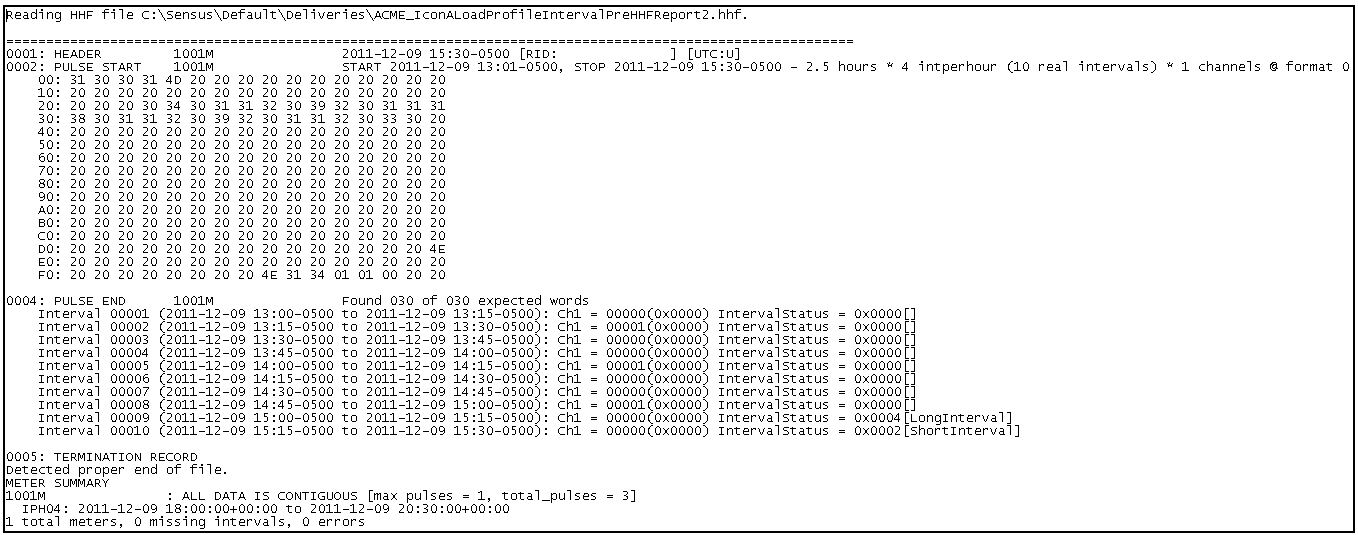 Reading HHF file C:\Sensus\Default\Deliveries\ACME_IconALoadProfileIntervalPreHHFReport2.hhf.
==========================================================================================================
0001: HEADER 1001M 2011-12-09 15:30-0500 [RID: ] [UTC:U]
0002: PULSE START 1001M START 2011-12-09 13:01-0500, STOP 2011-12-09 15:30-0500 - 2.5 hours * 4 intperhour (10 real intervals) * 1 channels @ format 0
00: 31 30 30 31 4D 20 20 20 20 20 20 20 20 20 20 20
10: 20 20 20 20 20 20 20 20 20 20 20 20 20 20 20 20
20: 20 20 20 30 34 30 31 31 32 30 39 32 30 31 31 31
30: 38 30 31 31 32 30 39 32 30 31 31 32 30 33 30 20
40: 20 20 20 20 20 20 20 20 20 20 20 20 20 20 20 20
50: 20 20 20 20 20 20 20 20 20 20 20 20 20 20 20 20
60: 20 20 20 20 20 20 20 20 20 20 20 20 20 20 20 20
70: 20 20 20 20 20 20 20 20 20 20 20 20 20 20 20 20
80: 20 20 20 20 20 20 20 20 20 20 20 20 20 20 20 20
90: 20 20 20 20 20 20 20 20 20 20 20 20 20 20 20 20
A0: 20 20 20 20 20 20 20 20 20 20 20 20 20 20 20 20
B0: 20 20 20 20 20 20 20 20 20 20 20 20 20 20 20 20
C0: 20 20 20 20 20 20 20 20 20 20 20 20 20 20 20 20
D0: 20 20 20 20 20 20 20 20 20 20 20 20 20 20 20 4E
E0: 20 20 20 20 20 20 20 20 20 20 20 20 20 20 20 20
F0: 20 20 20 20 20 20 20 20 4E 31 34 01 01 00 20 20
0004: PULSE END 1001M Found 030 of 030 expected words
Interval 00001 (2011-12-09 13:00-0500 to 2011-12-09 13:15-0500): Ch1 = 00000(0x0000) IntervalStatus = 0x0000[]
Interval 00002 (2011-12-09 13:15-0500 to 2011-12-09 13:30-0500): Ch1 = 00001(0x0000) IntervalStatus = 0x0000[]
Interval 00003 (2011-12-09 13:30-0500 to 2011-12-09 13:45-0500): Ch1 = 00000(0x0000) IntervalStatus = 0x0000[]
Interval 00004 (2011-12-09 13:45-0500 to 2011-12-09 14:00-0500): Ch1 = 00000(0x0000) IntervalStatus = 0x0000[]
Interval 00005 (2011-12-09 14:00-0500 to 2011-12-09 14:15-0500): Ch1 = 00001(0x0000) IntervalStatus = 0x0000[]
Interval 00006 (2011-12-09 14:15-0500 to 2011-12-09 14:30-0500): Ch1 = 00000(0x0000) IntervalStatus = 0x0000[]
Interval 00007 (2011-12-09 14:30-0500 to 2011-12-09 14:45-0500): Ch1 = 00000(0x0000) IntervalStatus = 0x0000[]
Interval 00008 (2011-12-09 14:45-0500 to 2011-12-09 15:00-0500): Ch1 = 00001(0x0000) IntervalStatus = 0x0000[]
Interval 00009 (2011-12-09 15:00-0500 to 2011-12-09 15:15-0500): Ch1 = 00000(0x0000) IntervalStatus = 0x0004[LongInterval]
Interval 00010 (2011-12-09 15:15-0500 to 2011-12-09 15:30-0500): Ch1 = 00000(0x0000) IntervalStatus = 0x0002[ShortInterval]
0005: TERMINATION RECORD
Detected proper end of file.
METER SUMMARY
1001M : ALL DATA IS CONTIGUOUS [max pulses = 1, total_pulses = 3]
IPH04: 2011-12-09 18:00:00+00:00 to 2011-12-09 20:30:00+00:00
1 total meters, 0 missing intervals, 0 errors